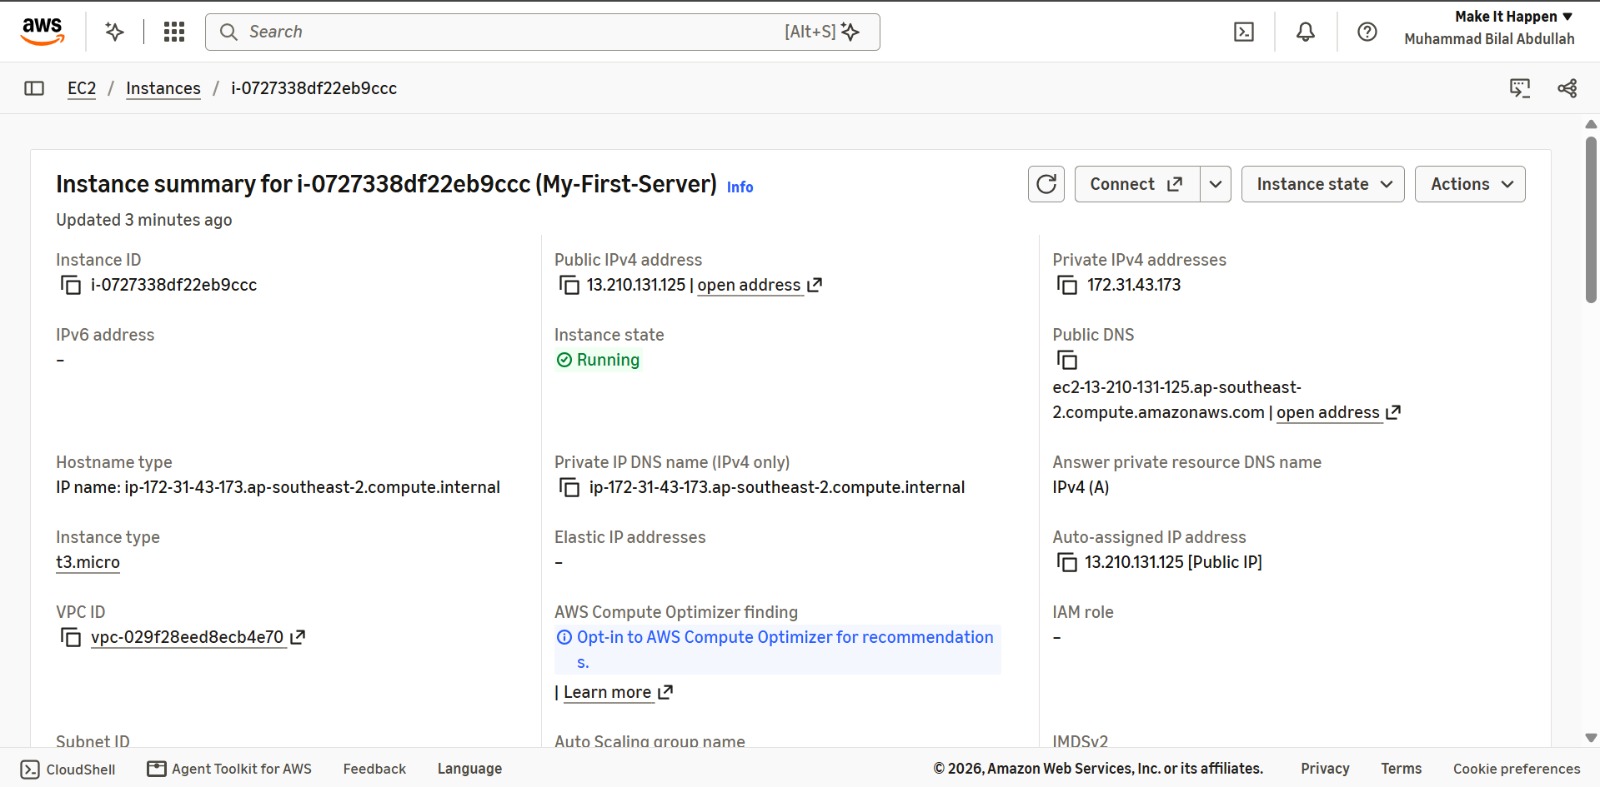 aws
Search [Alt+S]
Make It Happen ▼
Muhammad Bilal Abdullah
EC2 / Instances / i-0727338df22eb9ccc
Instance summary for i-0727338df22eb9ccc (My-First-Server) Info
Connect
Instance state
Actions
Updated 3 minutes ago
Instance ID
i-0727338df22eb9ccc
Public IPv4 address
13.210.131.125 | open address
Private IPv4 addresses
172.31.43.173
IPv6 address
–
Instance state
Running
Public DNS
ec2-13-210-131-125.ap-southeast-
2.compute.amazonaws.com | open address
Hostname type
IP name: ip-172-31-43-173.ap-southeast-2.compute.internal
Private IP DNS name (IPv4 only)
ip-172-31-43-173.ap-southeast-2.compute.internal
Answer private resource DNS name
IPv4 (A)
Instance type
t3.micro
Elastic IP addresses
–
Auto-assigned IP address
13.210.131.125 [Public IP]
VPC ID
vpc-029f28eed8ecb4e70
AWS Compute Optimizer finding
Opt-in to AWS Compute Optimizer for recommendation
s.
| Learn more
IAM role
–
Subnet ID
Auto Scaling group name
IMDSv2
CloudShell
Agent Toolkit for AWS
Feedback
Language
© 2026, Amazon Web Services, Inc. or its affiliates.
Privacy
Terms
Cookie preferences